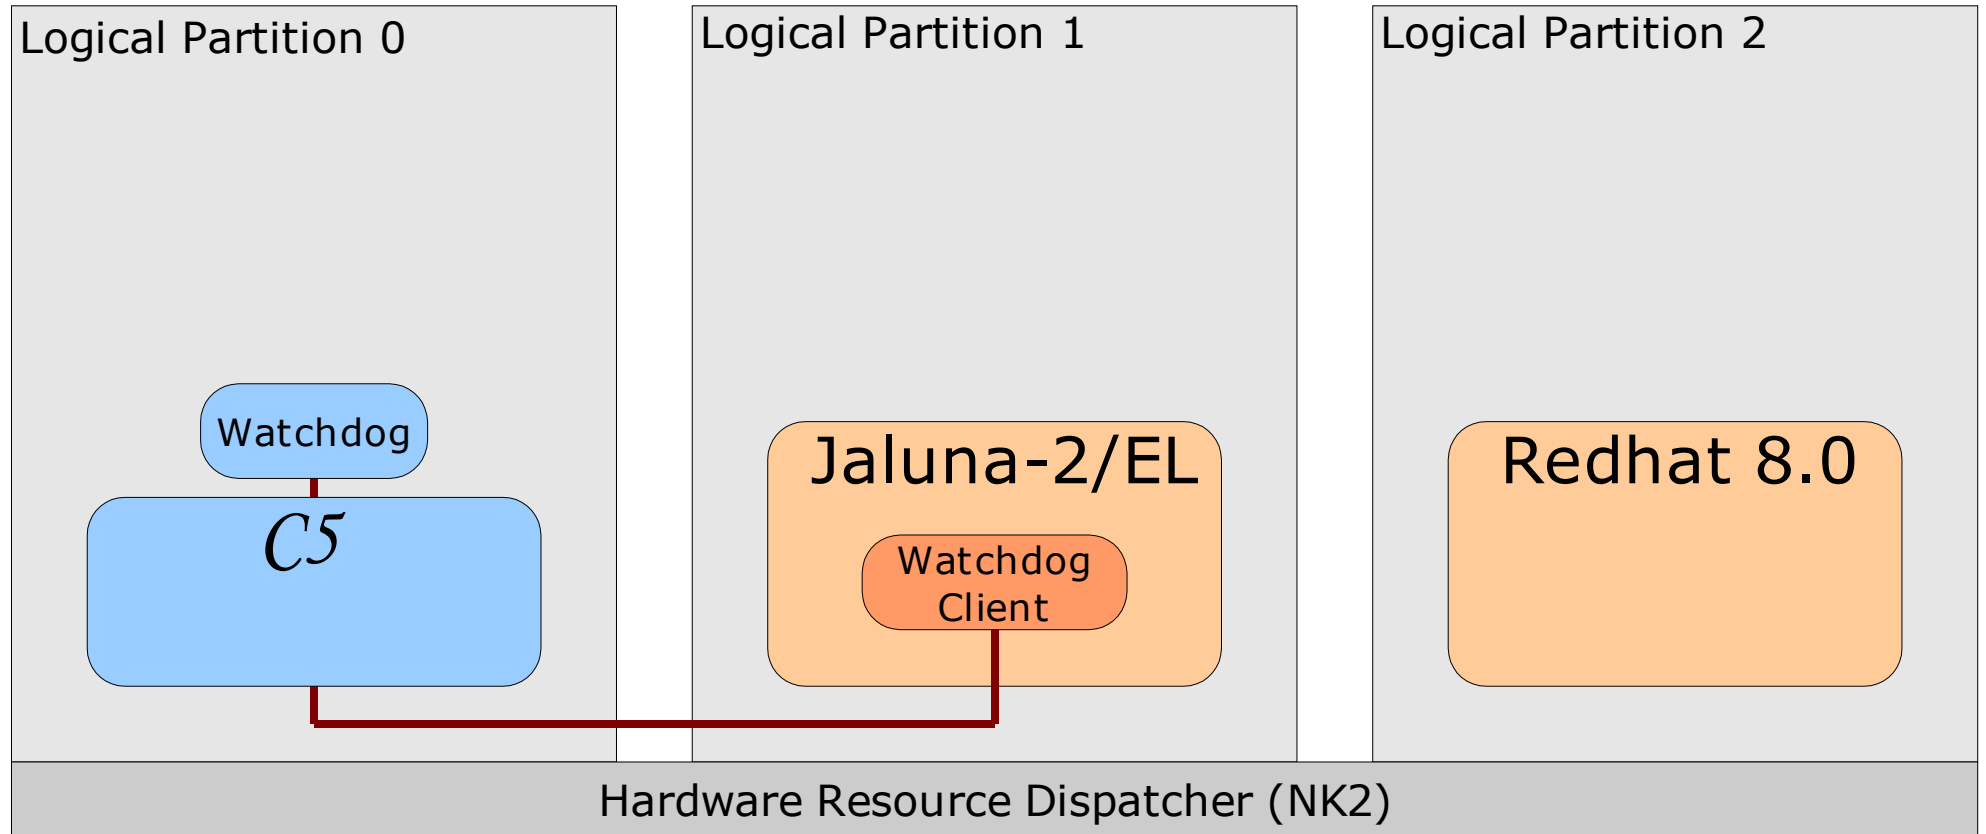 Logical Partition 0
Logical Partition 1
Logical Partition 2
Watchdog
C5
Jaluna-2/EL
Watchdog
Client
Redhat 8.0
Hardware Resource Dispatcher (NK2)